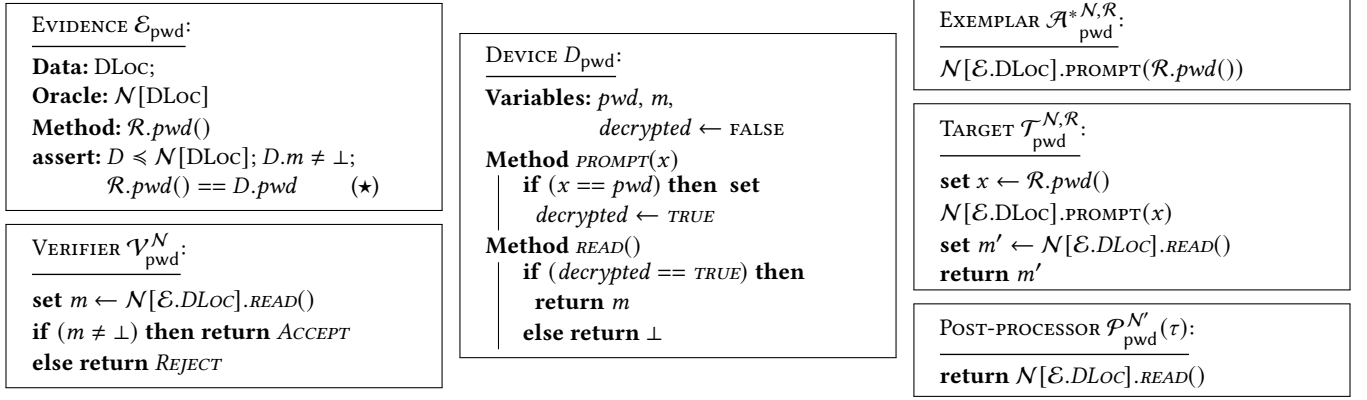 EVIDENCE ℰ_pwd:
Data: DLOC;
Oracle: 𝒩[DLOC]
Method: ℛ.pwd()
assert: D ≼ 𝒩[DLOC]; D.m ≠ ⊥;
ℛ.pwd() == D.pwd (★)
VERIFIER 𝒱^𝒩_pwd:
set m ← 𝒩[ℰ.DLOC].READ()
if (m ≠ ⊥) then return ACCEPT
else return REJECT
DEVICE D_pwd:
Variables: pwd, m,
decrypted ← FALSE
Method PROMPT(x)
if (x == pwd) then set
decrypted ← TRUE
Method READ()
if (decrypted == TRUE) then
return m
else return ⊥
EXEMPLAR 𝒜*^𝒩,ℛ_pwd:
𝒩[ℰ.DLOC].PROMPT(ℛ.pwd())
TARGET 𝒯^𝒩,ℛ_pwd:
set x ← ℛ.pwd()
𝒩[ℰ.DLOC].PROMPT(x)
set m′ ← 𝒩[ℰ.DLOC].READ()
return m′
POST-PROCESSOR 𝒫^𝒩′_pwd(τ):
return 𝒩[ℰ.DLOC].READ()